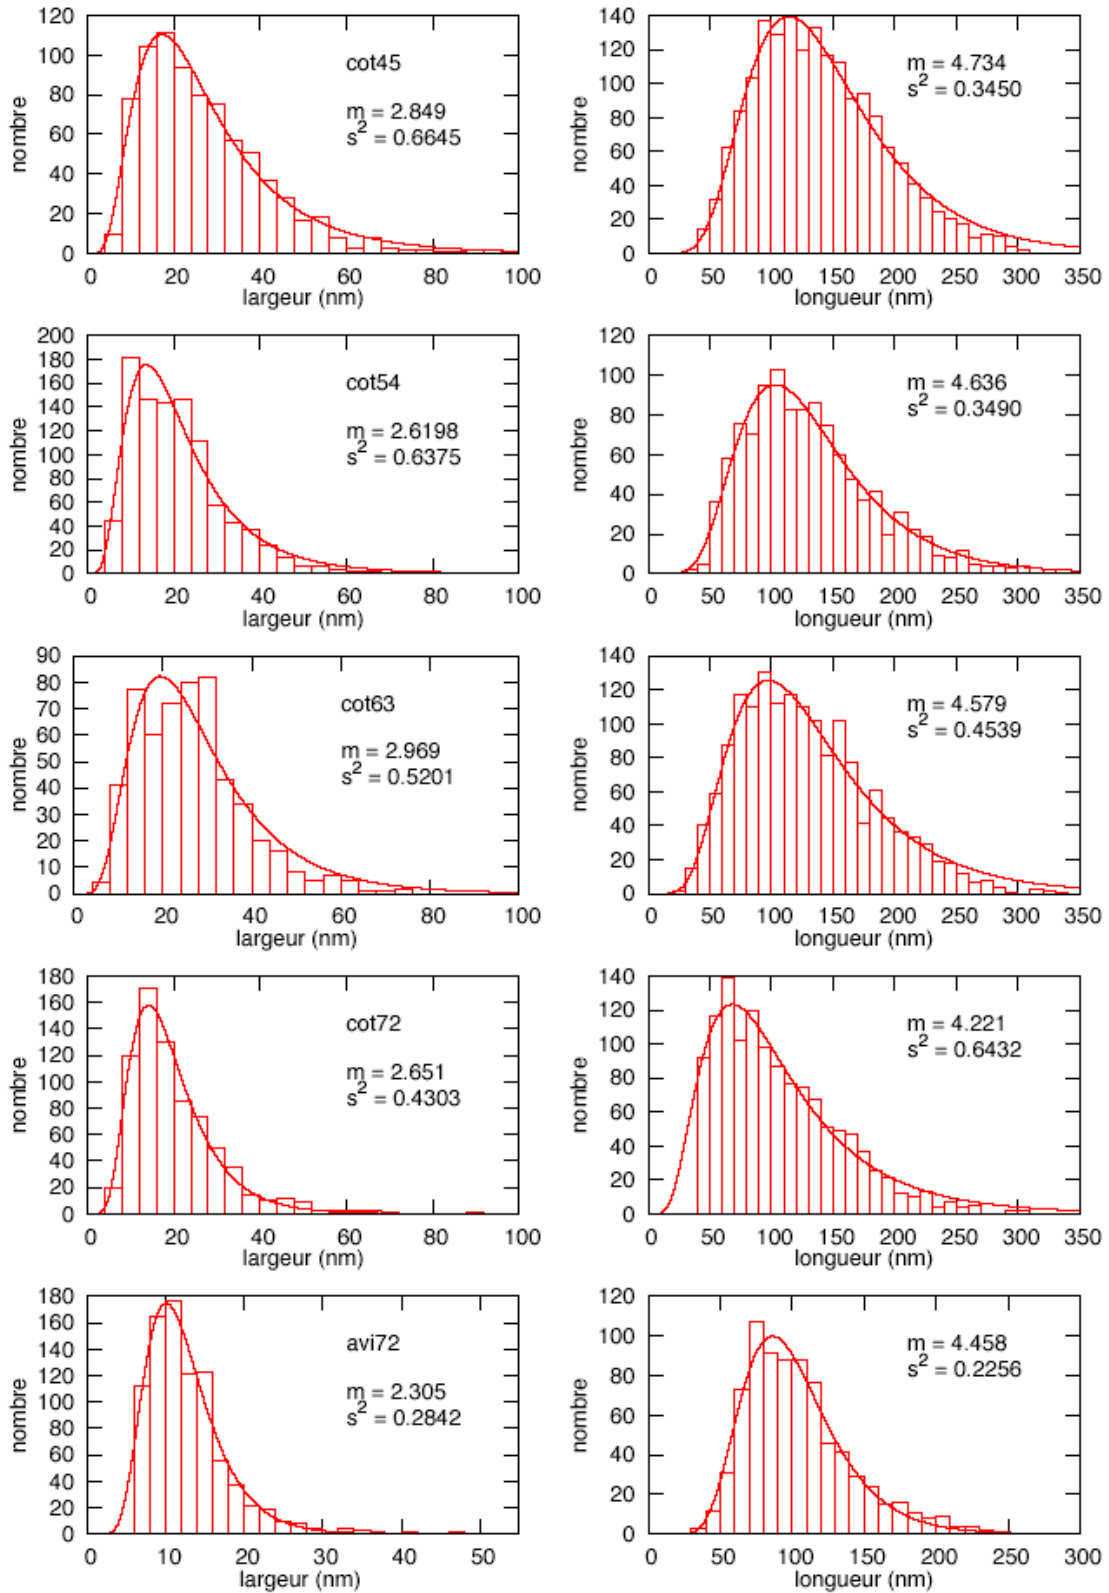 120
100
80
60
40
20
0
nombre
0 20 40 60 80 100
largeur (nm)
cot45
m = 2.849
s² = 0.6645
140
120
100
80
60
40
20
0
nombre
0 50 100 150 200 250 300 350
longueur (nm)
m = 4.734
s² = 0.3450
200
180
160
140
120
100
80
60
40
20
0
nombre
0 20 40 60 80 100
largeur (nm)
cot54
m = 2.6198
s² = 0.6375
120
100
80
60
40
20
0
nombre
0 50 100 150 200 250 300 350
longueur (nm)
m = 4.636
s² = 0.3490
90
80
70
60
50
40
30
20
10
0
nombre
0 20 40 60 80 100
largeur (nm)
cot63
m = 2.969
s² = 0.5201
140
120
100
80
60
40
20
0
nombre
0 50 100 150 200 250 300 350
longueur (nm)
m = 4.579
s² = 0.4539
180
160
140
120
100
80
60
40
20
0
nombre
0 20 40 60 80 100
largeur (nm)
cot72
m = 2.651
s² = 0.4303
140
120
100
80
60
40
20
0
nombre
0 50 100 150 200 250 300 350
longueur (nm)
m = 4.221
s² = 0.6432
180
160
140
120
100
80
60
40
20
0
nombre
0 10 20 30 40 50
largeur (nm)
avi72
m = 2.305
s² = 0.2842
120
100
80
60
40
20
0
nombre
0 50 100 150 200 250 300
longueur (nm)
m = 4.458
s² = 0.2256